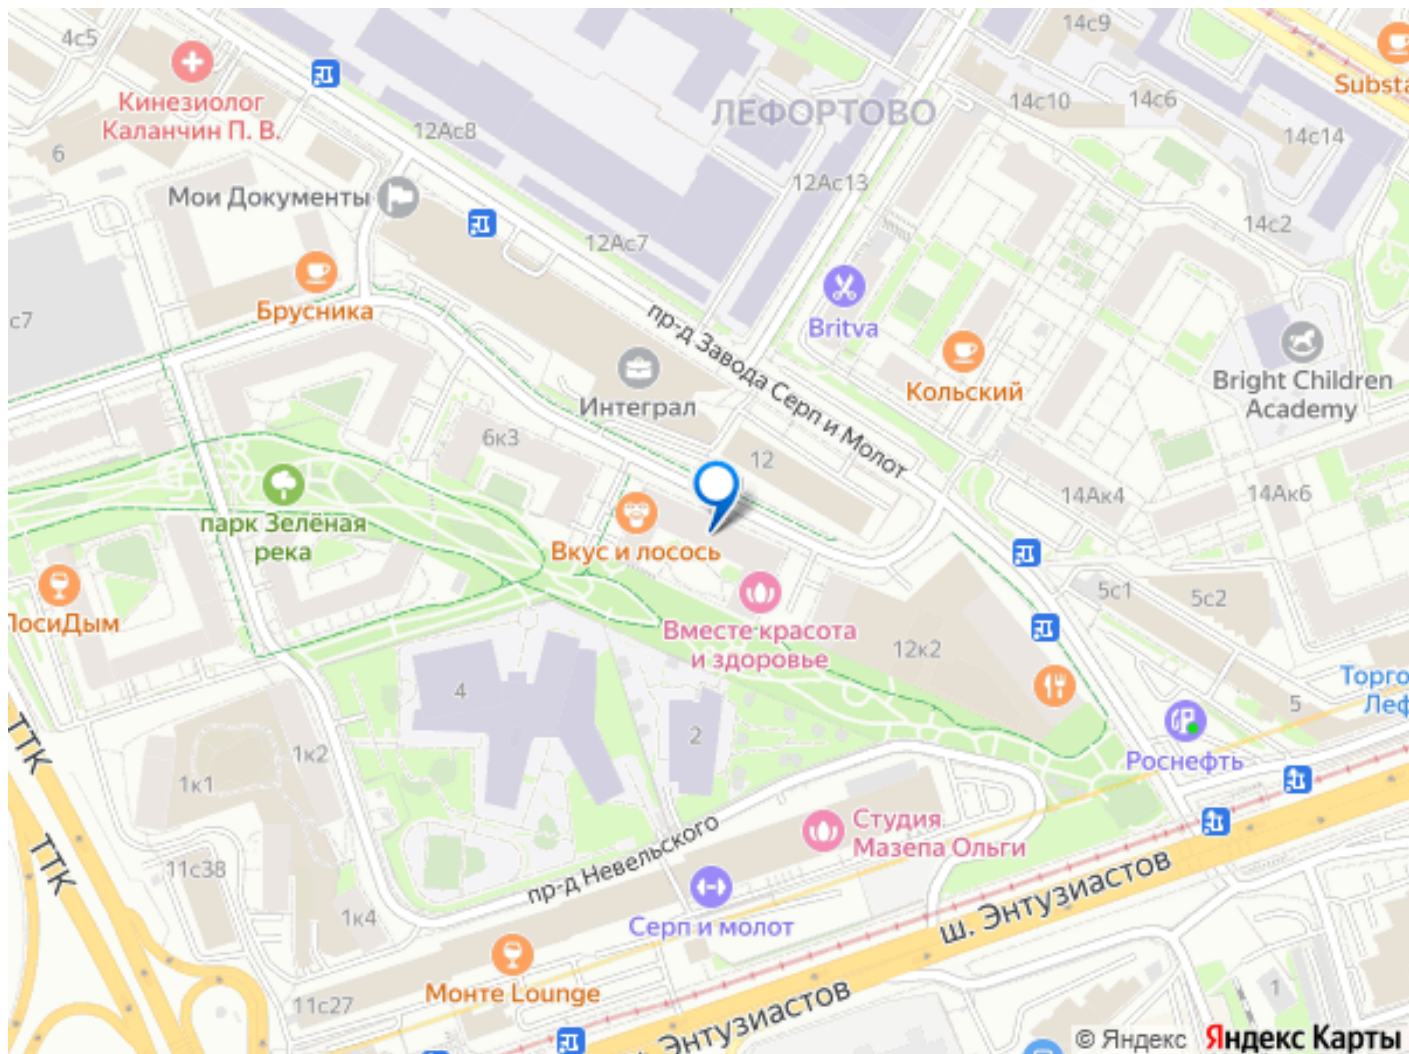 4с5
14с9
Substa
Кинезиолог
Каланчин П. В.
12Ас8
ЛЕФОРТОВО
14с10
14с6
14с14
6
Мои Документы
12Ас13
12Ас7
14с2
Брусника
с7
Britva
пр-д Завода Серп и Молот
Кольский
Bright Children
Academy
Интеграл
6к3
12
14Ак4
14Ак6
парк Зелёная
река
Вкус и лосось
5с1
5с2
ПосиДым
Вместе красота
и здоровье
12к2
4
Торго
Леф
5
2
Роснефть
ТТК
1к2
1к1
ТТК
Студия
Мазепа Ольги
пр-д Невельского
11с38
1к4
Серп и молот
ш. Энтузиастов
Монте Lounge
11с27
Энтузиастов
1
© Яндекс Яндекс Карты